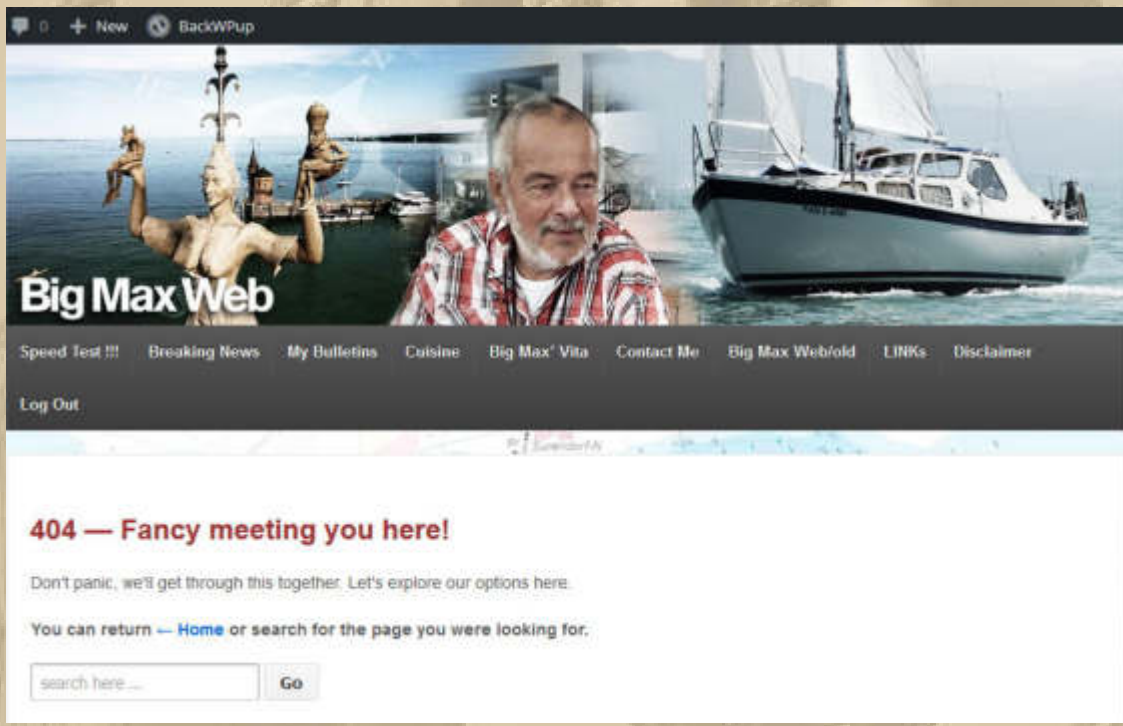 0 + New BackWPup
Big Max Web
Speed Test !!! Breaking News My Bulletins Cuisine Big Max' Vita Contact Me Big Max Web/old LINKs Disclaimer
Log Out
404 — Fancy meeting you here!
Don't panic, we'll get through this together. Let's explore our options here.
You can return ← Home or search for the page you were looking for.
search here ... Go